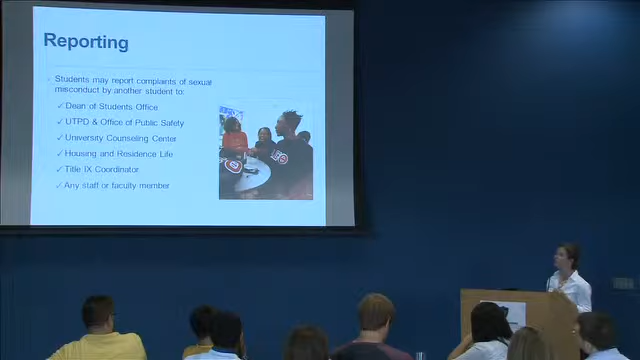 Reporting
Students may report complaints of sexual
misconduct by another student to:
✓Dean of Students Office
✓UTPD & Office of Public Safety
✓University Counseling Center
✓Housing and Residence Life
✓Title IX Coordinator
✓Any staff or faculty member